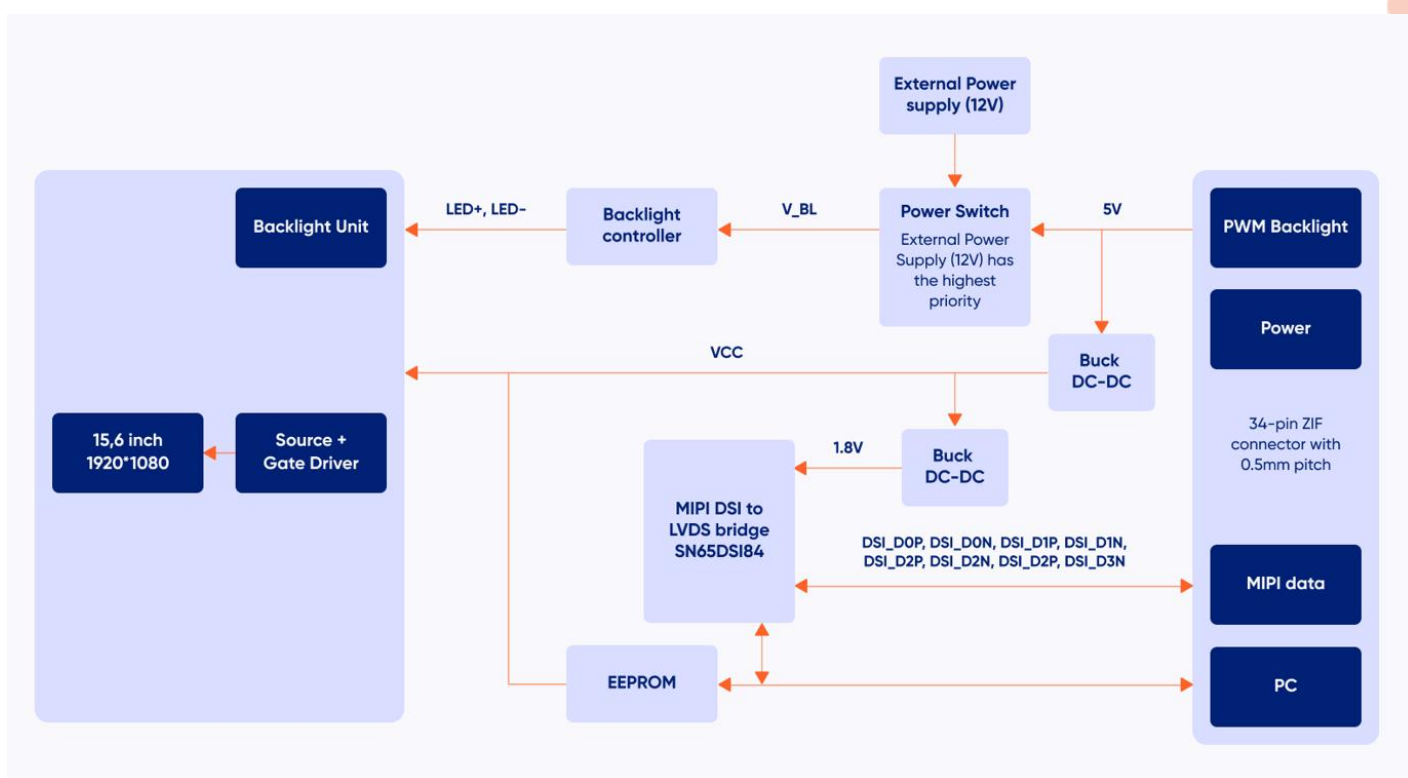 External Power
supply (12V)
Backlight Unit
LED+, LED-
Backlight
controller
V_BL
Power Switch
External Power
Supply (12V) has
the highest
priority
5V
PWM Backlight
Power
VCC
Buck
DC-DC
15,6 inch
1920*1080
Source +
Gate Driver
1.8V
Buck
DC-DC
34-pin ZIF
connector with
0.5mm pitch
MIPI DSI to
LVDS bridge
SN65DSI84
DSI_D0P, DSI_D0N, DSI_D1P, DSI_D1N,
DSI_D2P, DSI_D2N, DSI_D2P, DSI_D3N
MIPI data
EEPROM
PC